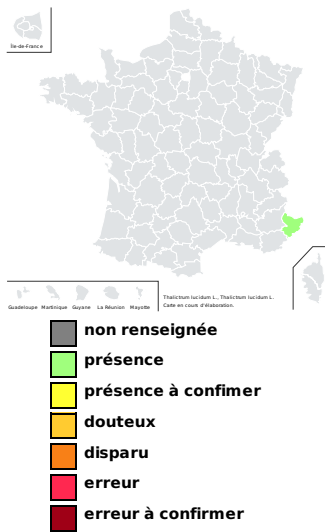 Île-de-France
Guadeloupe Martinique Guyane La Réunion Mayotte
Thalictrum lucidum L., Thalictrum lucidum L.
Carte en cours d'élaboration.
non renseignée
présence
présence à confimer
douteux
disparu
erreur
erreur à confirmer